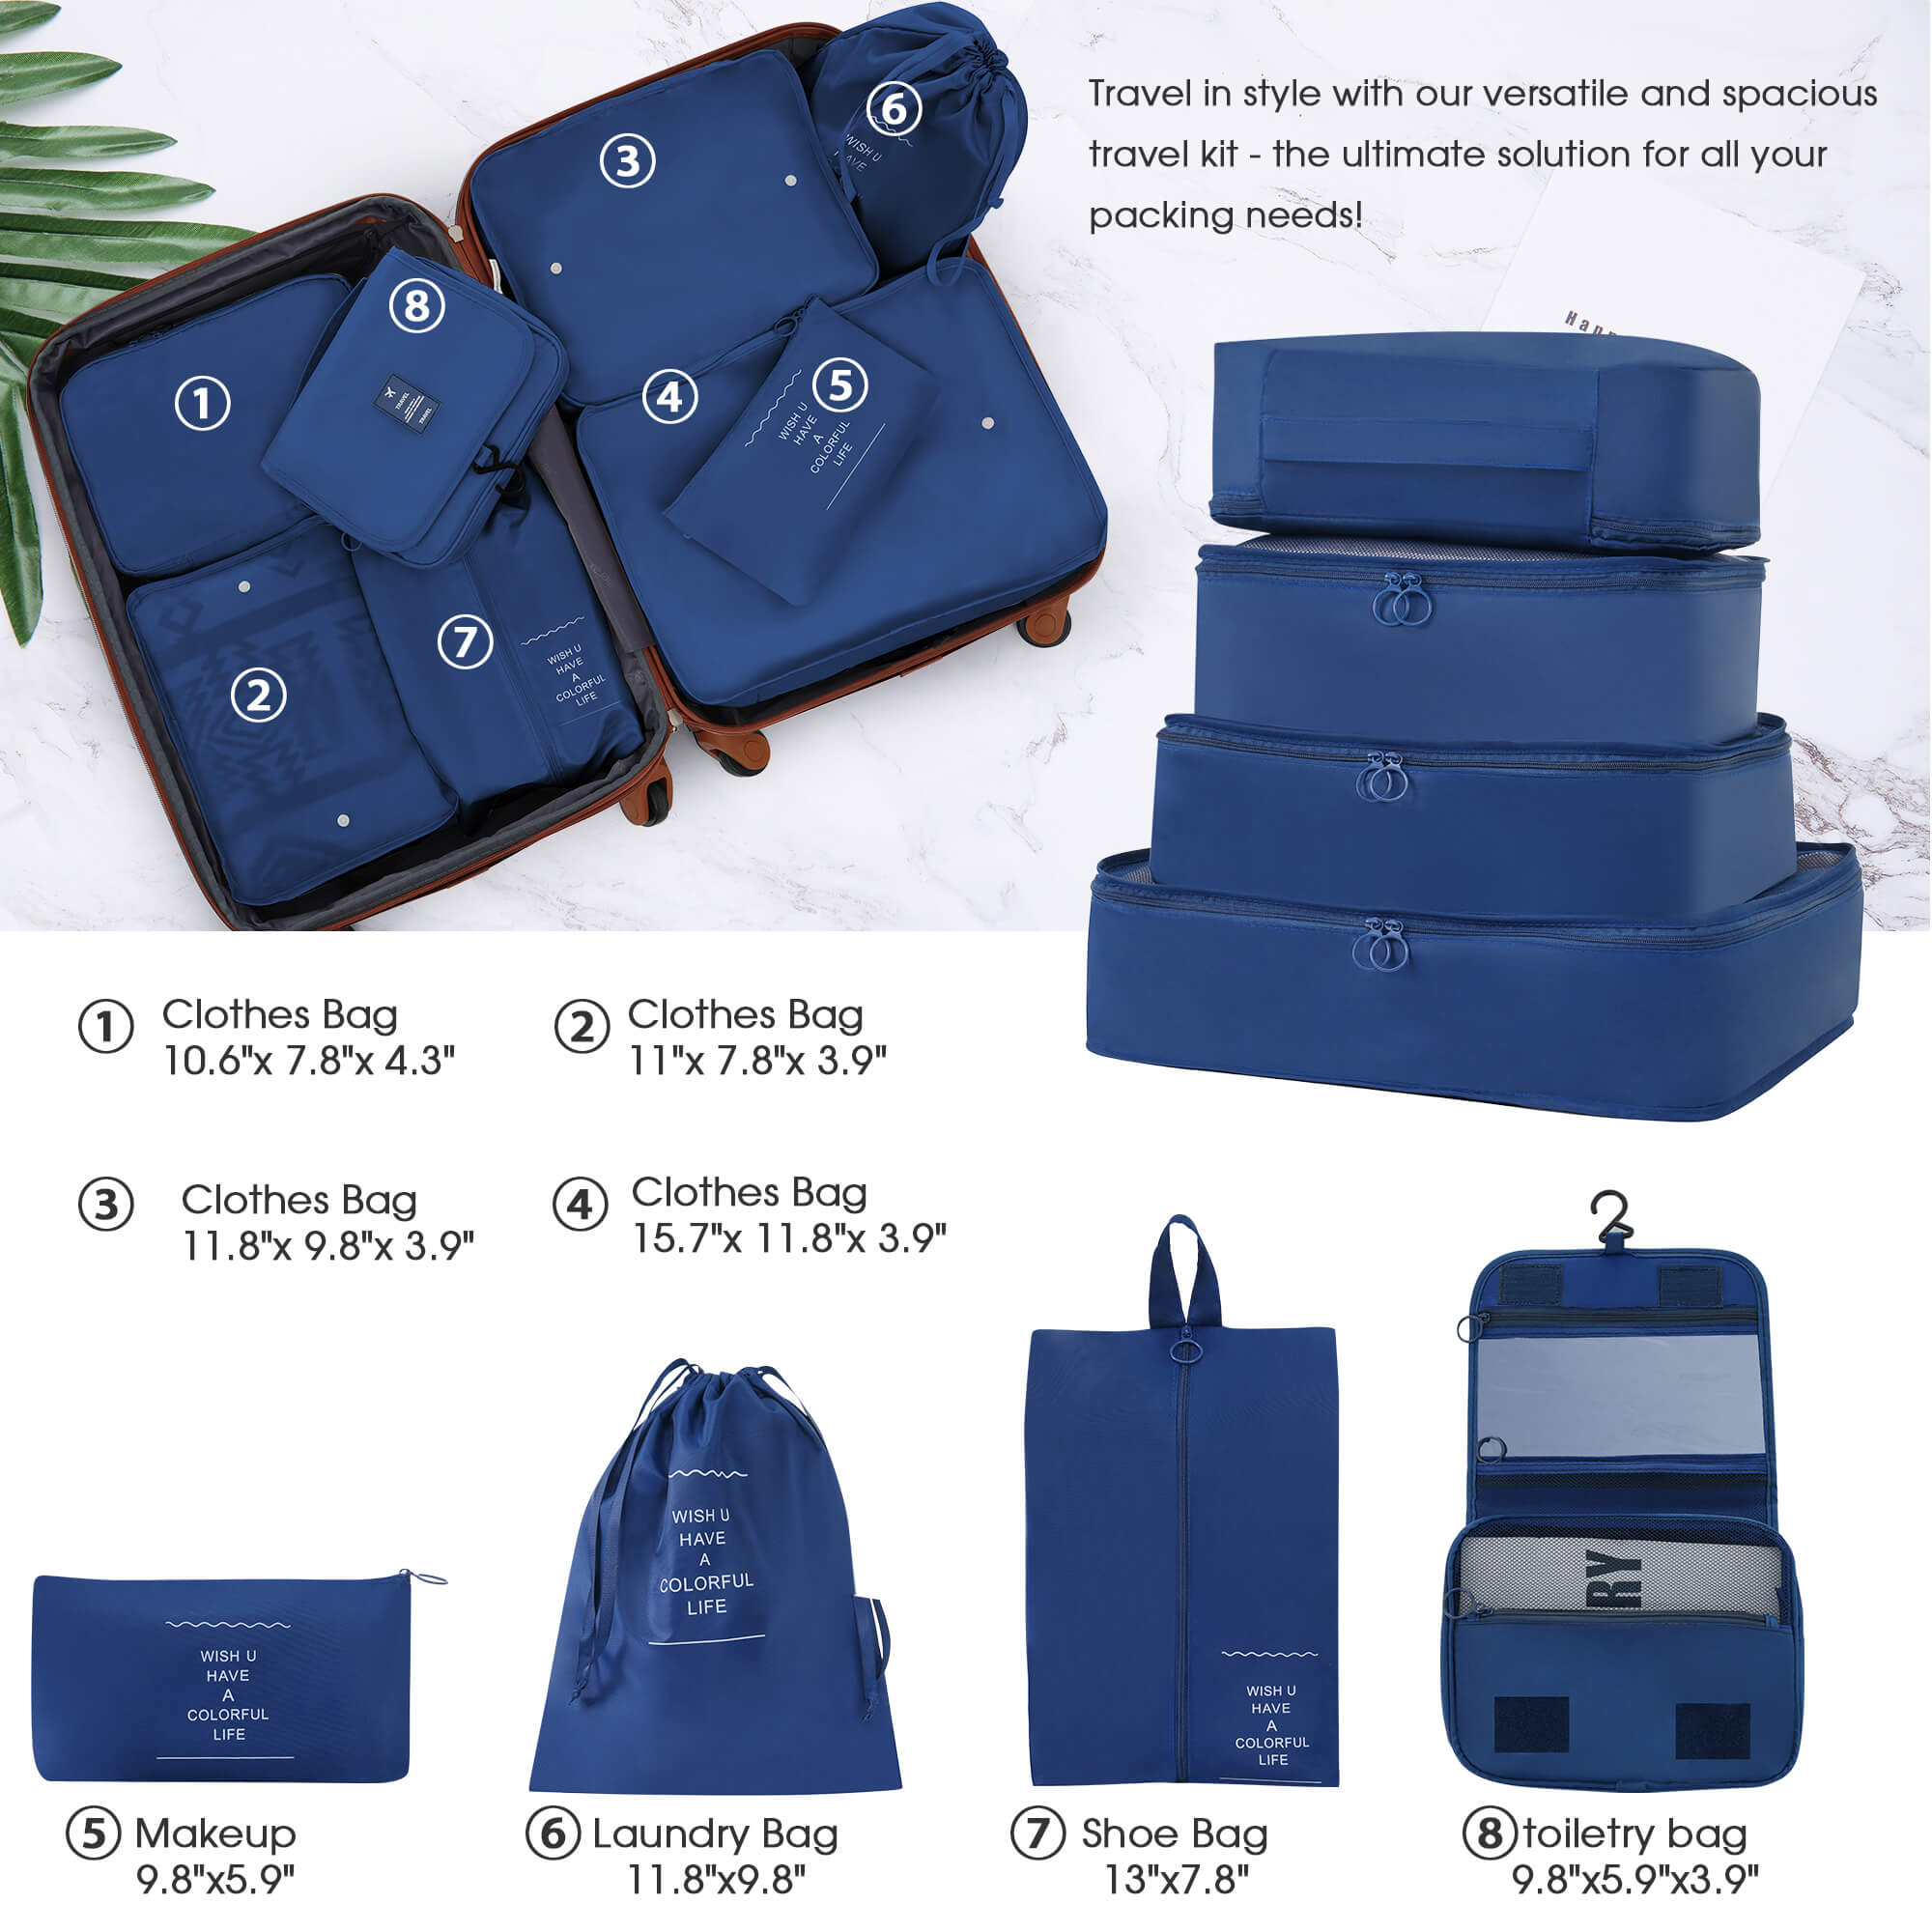 Travel in style with our versatile and spacious
travel kit - the ultimate solution for all your
packing needs!
6
WISH U
HAVE
3
8
TRAVEL
TRAVEL
1
4
5
WISH U
HAVE
A
COLORFUL
LIFE
7
WISH U
HAVE
A
COLORFUL
LIFE
2
1 Clothes Bag
10.6"x 7.8"x 4.3"
2 Clothes Bag
11"x 7.8"x 3.9"
3 Clothes Bag
11.8"x 9.8"x 3.9"
4 Clothes Bag
15.7"x 11.8"x 3.9"
WISH U
HAVE
A
COLORFUL
LIFE
WISH U
HAVE
A
COLORFUL
LIFE
WISH U
HAVE
A
COLORFUL
LIFE
RY
5 Makeup
9.8"x5.9"
6 Laundry Bag
11.8"x9.8"
7 Shoe Bag
13"x7.8"
8 toiletry bag
9.8"x5.9"x3.9"